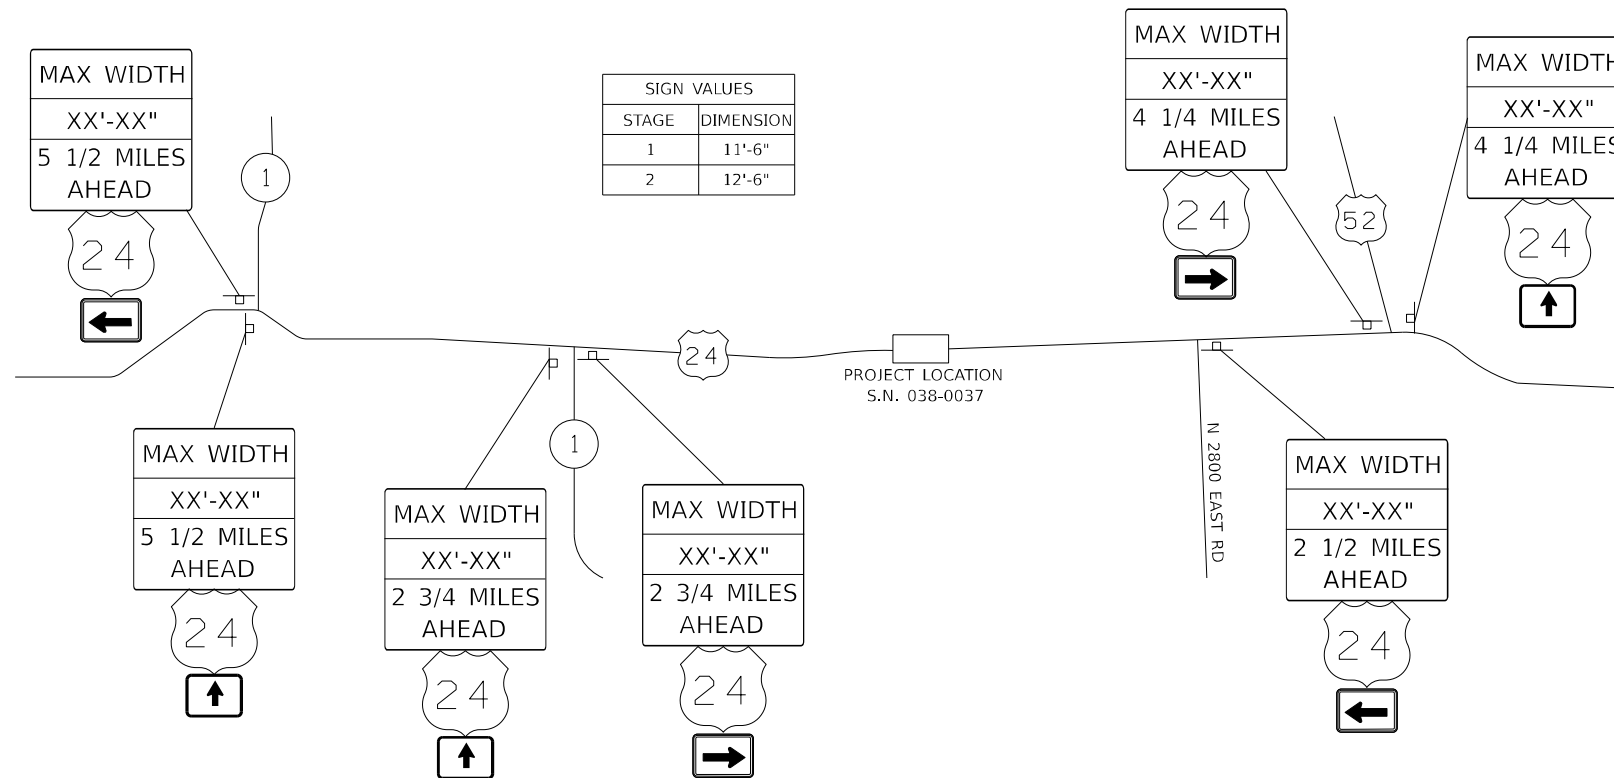 MAX WIDTH
XX'-XX"
5 1/2 MILES
AHEAD
24
1
SIGN VALUES
STAGE DIMENSION
1 11'-6"
2 12'-6"
MAX WIDTH
XX'-XX"
4 1/4 MILES
AHEAD
24
52
MAX WIDTH
XX'-XX"
4 1/4 MILES
AHEAD
24
24
PROJECT LOCATION
S.N. 038-0037
MAX WIDTH
XX'-XX"
5 1/2 MILES
AHEAD
24
MAX WIDTH
XX'-XX"
2 3/4 MILES
AHEAD
24
1
MAX WIDTH
XX'-XX"
2 3/4 MILES
AHEAD
24
N 2800 EAST RD
MAX WIDTH
XX'-XX"
2 1/2 MILES
AHEAD
24